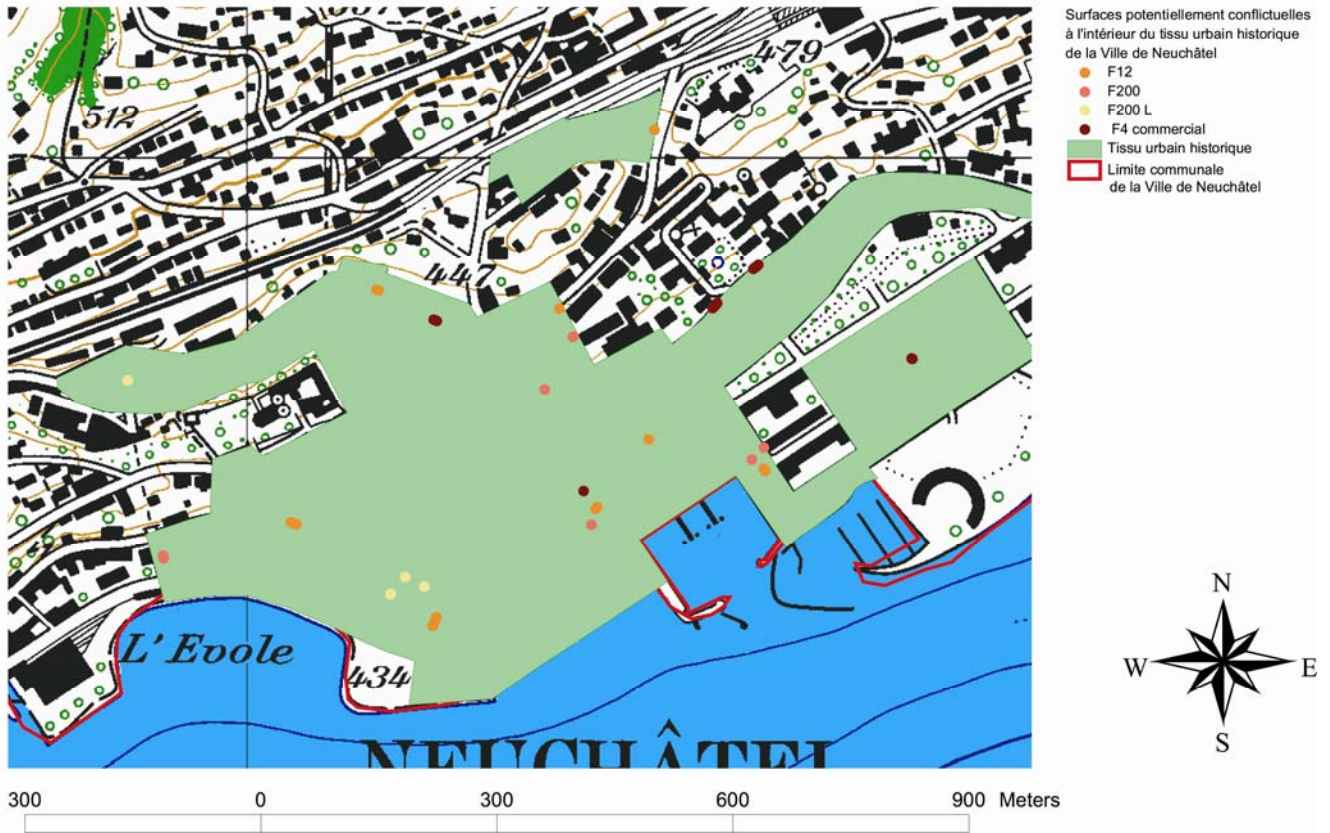 Surfaces potentiellement conflictuelles
à l'intérieur du tissu urbain historique
de la Ville de Neuchâtel
F12
F200
F200 L
F4 commercial
Tissu urbain historique
Limite communale
de la Ville de Neuchâtel
479
512
447
L'Evole
434
NEUCHÂTEL
N
W
E
S
300
0
300
600
900 Meters